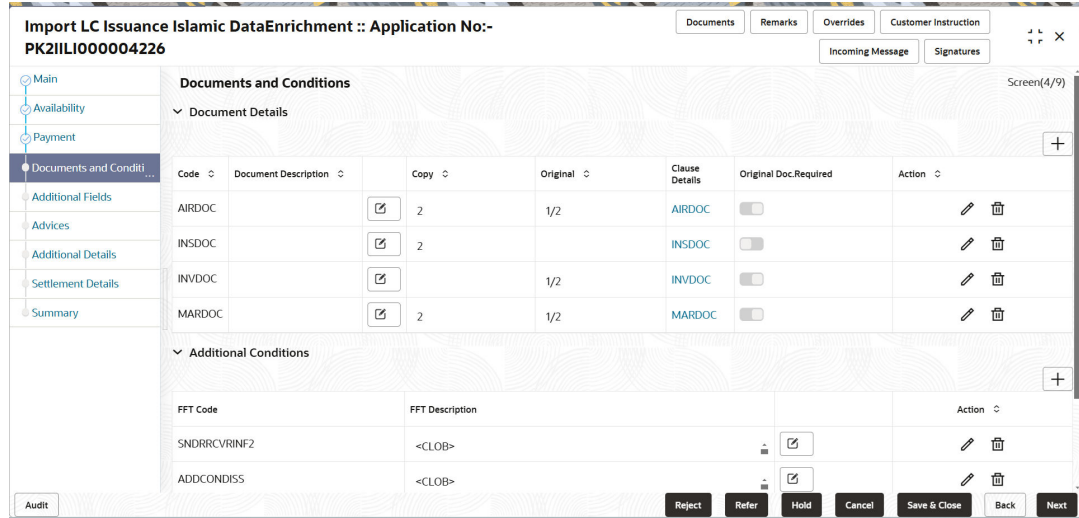 Import LC Issuance Islamic DataEnrichment :: Application No:-
PK2IILI000004226
Documents Remarks Overrides Customer Instruction
Incoming Message Signatures
Main
Availability
Payment
Documents and Conditi
...
Additional Fields
Advices
Additional Details
Settlement Details
Summary
Documents and Conditions
Screen(4/9)
Document Details
Code Document Description Copy Original Clause Details Original Doc.Required Action
AIRDOC 2 1/2 AIRDOC
INSDOC 2 INSDOC
INVDOC 1/2 INVDOC
MARDOC 2 1/2 MARDOC
Additional Conditions
FFT Code FFT Description Action
SNDRRCVRINF2 <CLOB>
ADDCONDISS <CLOB>
Audit Reject Refer Hold Cancel Save & Close Back Next